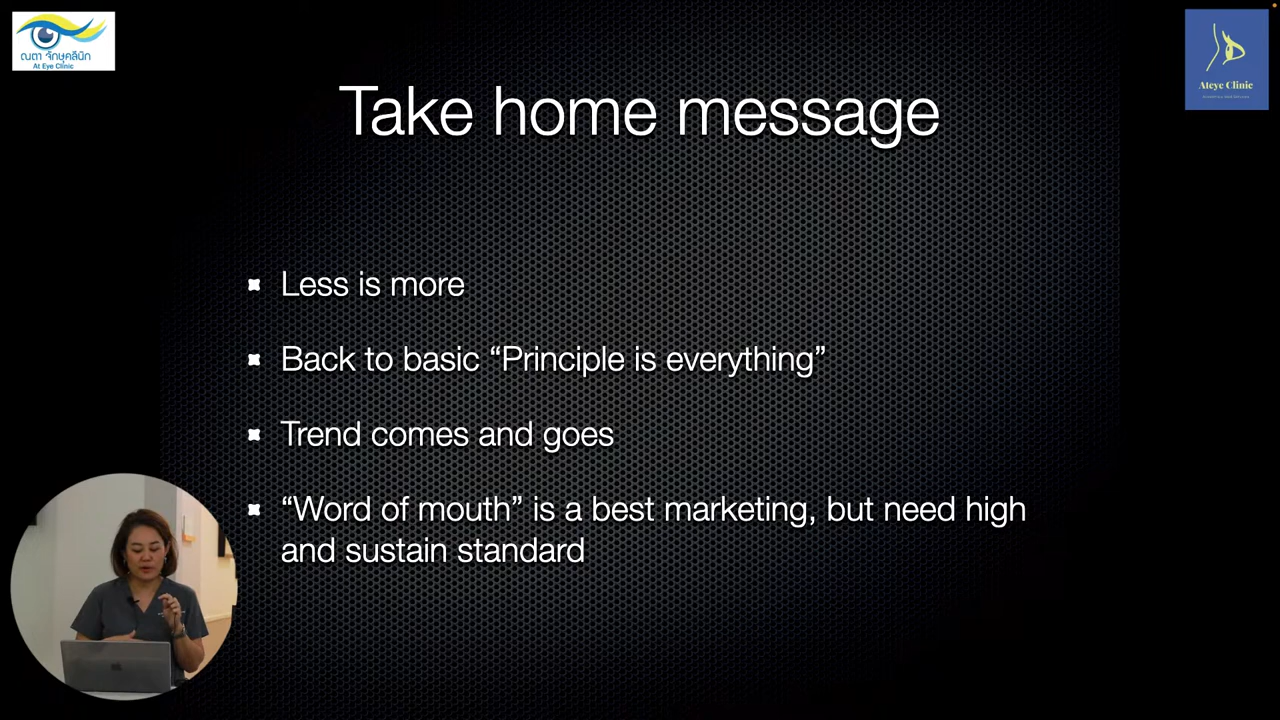 ณตา จักษุคลินิก
At Eye Clinic
Ateye Clinic
Take home message
Less is more
Back to basic “Principle is everything”
Trend comes and goes
“Word of mouth” is a best marketing, but need high
and sustain standard